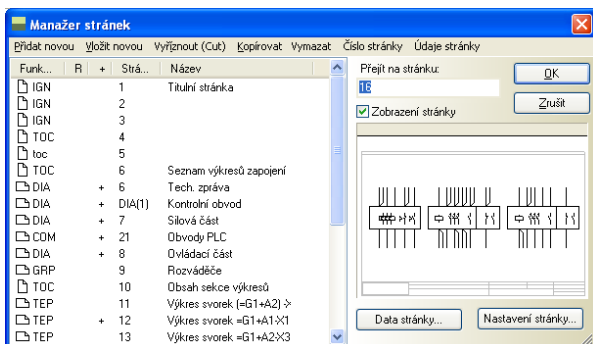 Manažer stránek
Přidat novou Vložit novou Vyříznout (Cut) Kopírovat Vymazat Číslo stránky Údaje stránky
Funk... R + Strá... Název
IGN 1 Titulní stránka
IGN 2
IGN 3
TOC 4
toc 5
TOC 6 Seznam výkresů zapojení
DIA + 6 Tech. zpráva
DIA + DIA(1) Kontrolní obvod
DIA + 7 Silová část
COM + 21 Obvody PLC
DIA + 8 Ovládací část
GRP 9 Rozváděče
TOC 10 Obsah sekce výkresů
TEP 11 Výkres svorek (=G1+A2) -X
TEP + 12 Výkres svorek =G1+A1-X1
TEP 13 Výkres svorek =G1+A2-X3
Přejít na stránku:
16
Zobrazení stránky
OK
Zrušit
Data stránky...
Nastavení stránky...